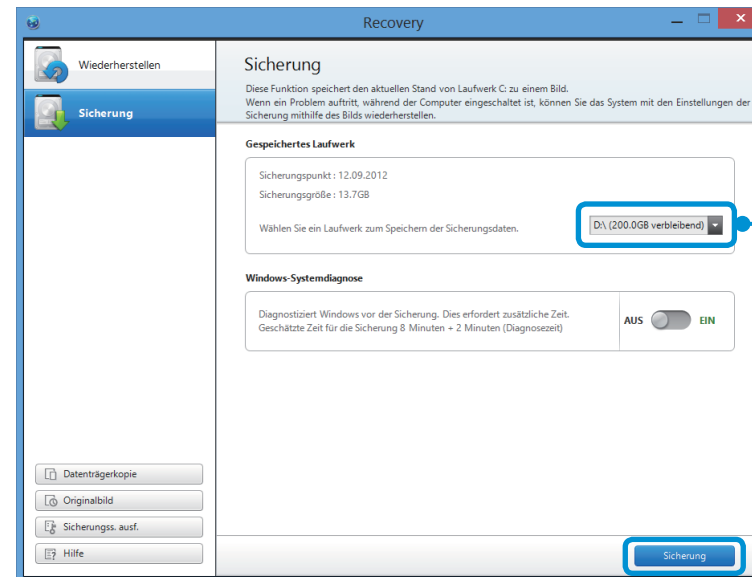 Recovery
Wiederherstellen
Sicherung
Sicherung
Diese Funktion speichert den aktuellen Stand von Laufwerk C: zu einem Bild.
Wenn ein Problem auftritt, während der Computer eingeschaltet ist, können Sie das System mit den Einstellungen der
Sicherung mithilfe des Bilds wiederherstellen.
Gespeichertes Laufwerk
Sicherungspunkt : 12.09.2012
Sicherungsgröße : 13.7GB
Wählen Sie ein Laufwerk zum Speichern der Sicherungsdaten.
D:\ (200.0GB verbleibend)
Windows-Systemdiagnose
Diagnostiziert Windows vor der Sicherung. Dies erfordert zusätzliche Zeit.
Geschätzte Zeit für die Sicherung 8 Minuten + 2 Minuten (Diagnosezeit)
AUS EIN
Datenträgerkopie
Originalbild
Sicherungss. ausf.
Hilfe
Sicherung